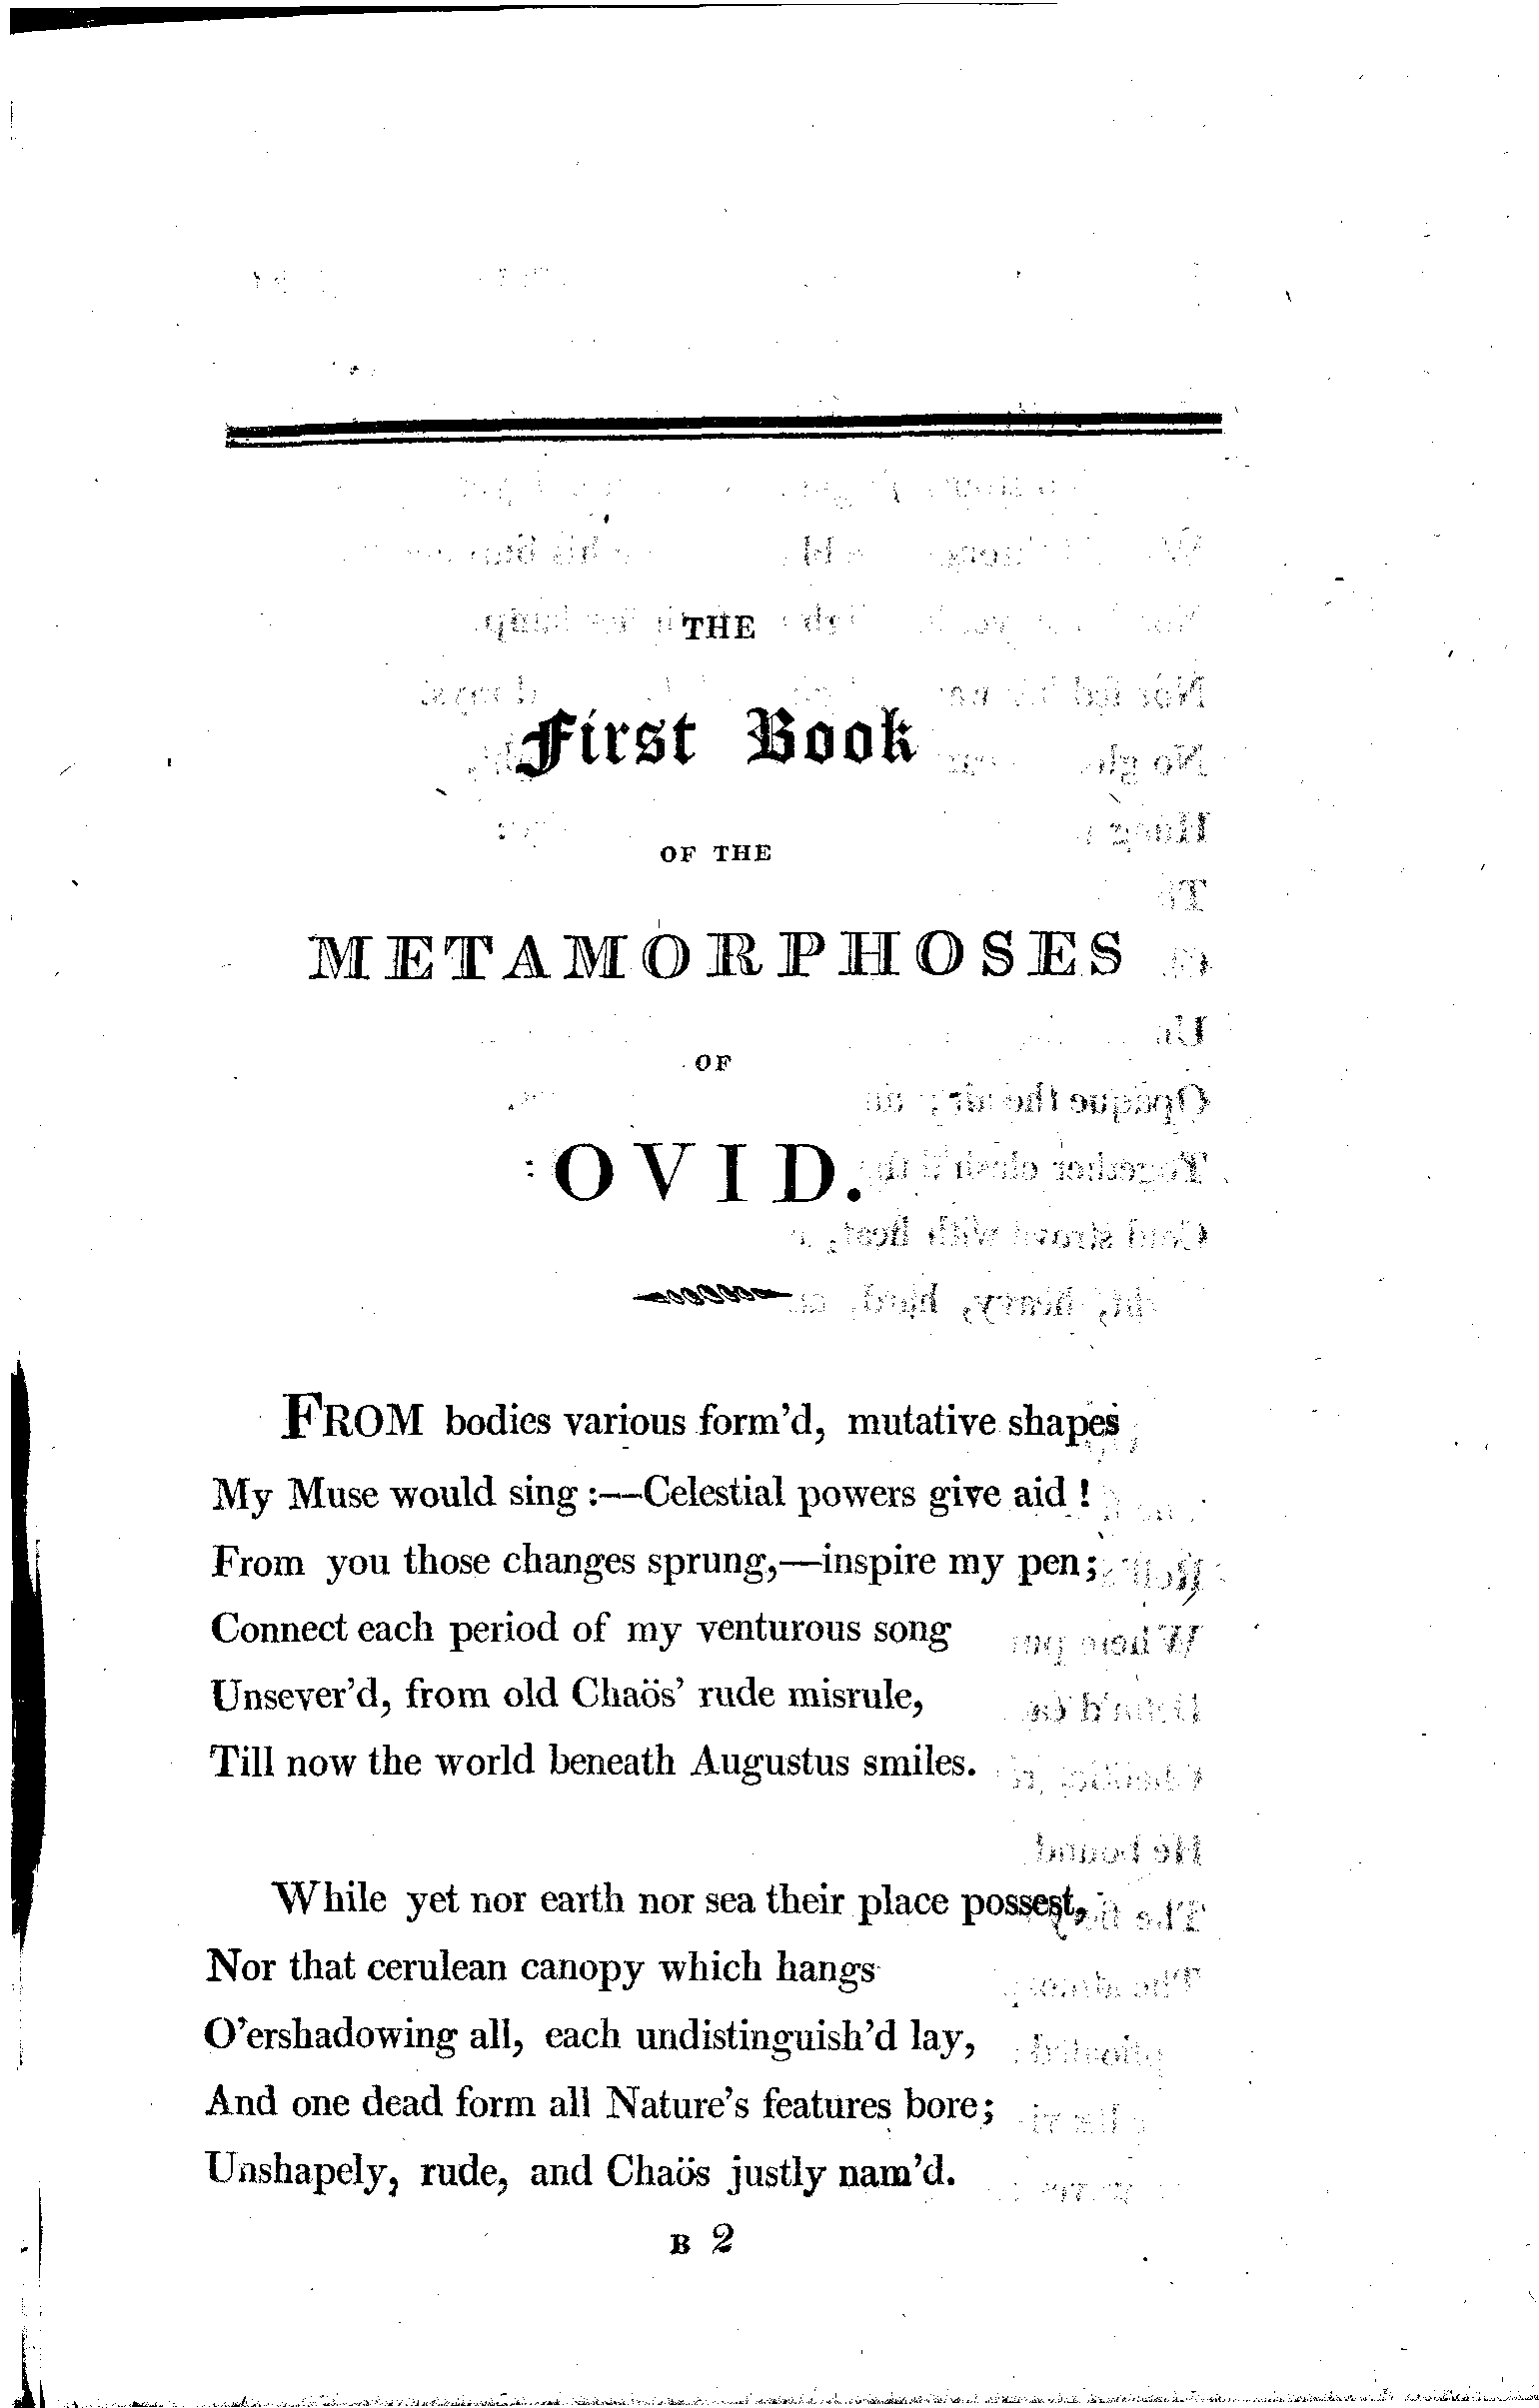 THE
First Book
OF THE
METAMORPHOSES
OF
OVID.
FROM bodies various form'd, mutative shapes
My Muse would sing :—Celestial powers give aid !
From you those changes sprung,—inspire my pen;
Connect each period of my venturous song
Unsever'd, from old Chaös' rude misrule,
Till now the world beneath Augustus smiles.
While yet nor earth nor sea their place possest,
Nor that cerulean canopy which hangs
O'ershadowing all, each undistinguish'd lay,
And one dead form all Nature's features bore;
Unshapely, rude, and Chaös justly nam'd.
B 2